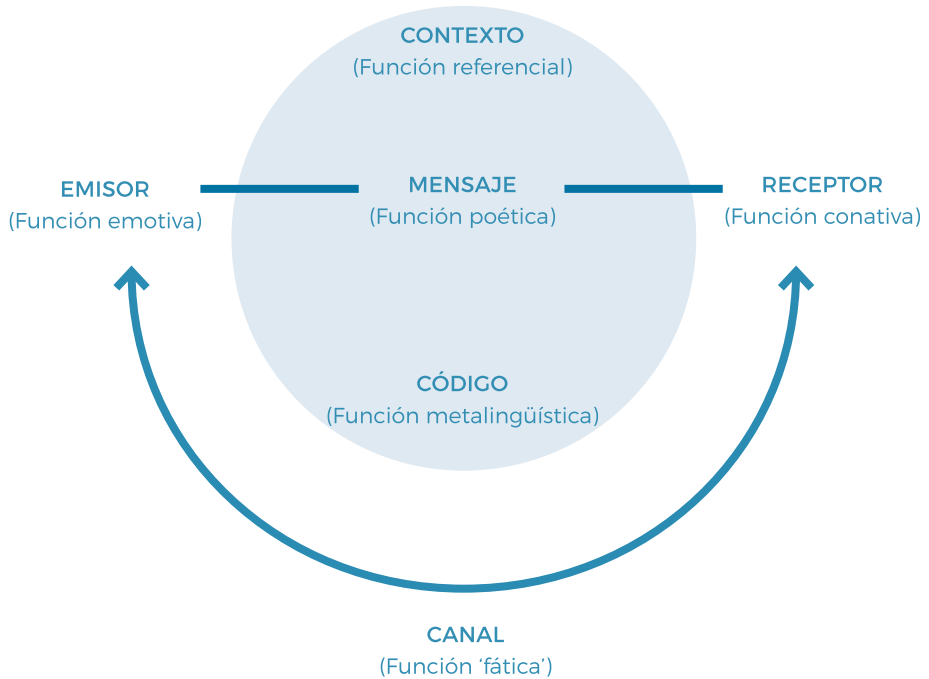 CONTEXTO
(Función referencial)
EMISOR
(Función emotiva)
MENSAJE
(Función poética)
RECEPTOR
(Función conativa)
CÓDIGO
(Función metalingüística)
CANAL
(Función ‘fática’)